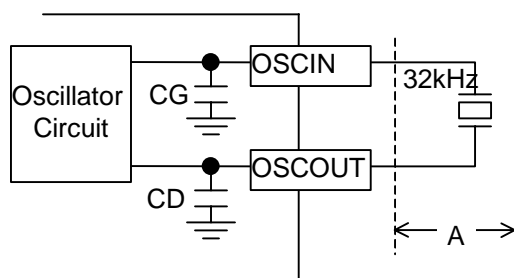 OSCIN
32kHz
Oscillator
Circuit
CG
OSCOUT
CD
A